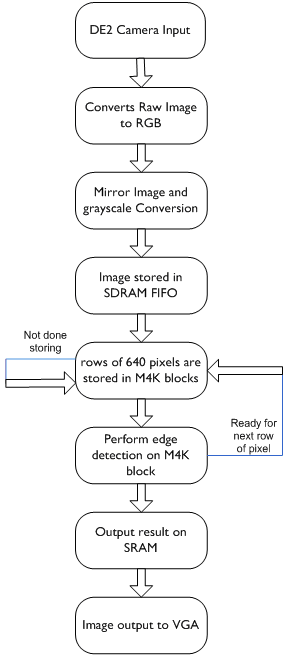 DE2 Camera Input
Converts Raw Image
to RGB
Mirror Image and
grayscale Conversion
Image stored in
SDRAM FIFO
Not done
storing
rows of 640 pixels are
stored in M4K blocks
Ready for
next row
of pixel
Perform edge
detection on M4K
block
Output result on
SRAM
Image output to VGA